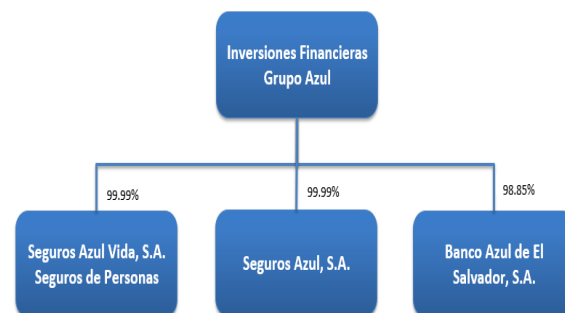 Inversiones Financieras
Grupo Azul
99.99%
99.99%
98.85%
Seguros Azul Vida, S.A.
Seguros de Personas
Seguros Azul, S.A.
Banco Azul de El
Salvador, S.A.